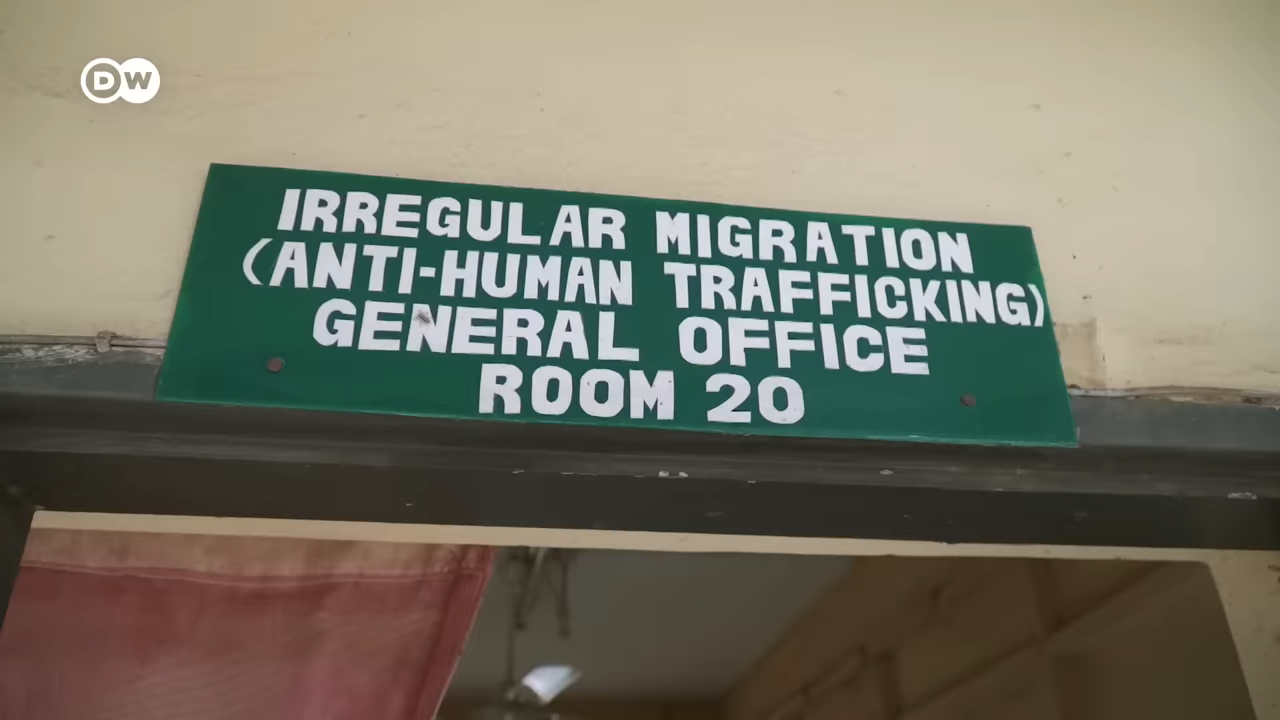 DW
IRREGULAR MIGRATION
(ANTI-HUMAN TRAFFICKING)
GENERAL OFFICE
ROOM 20